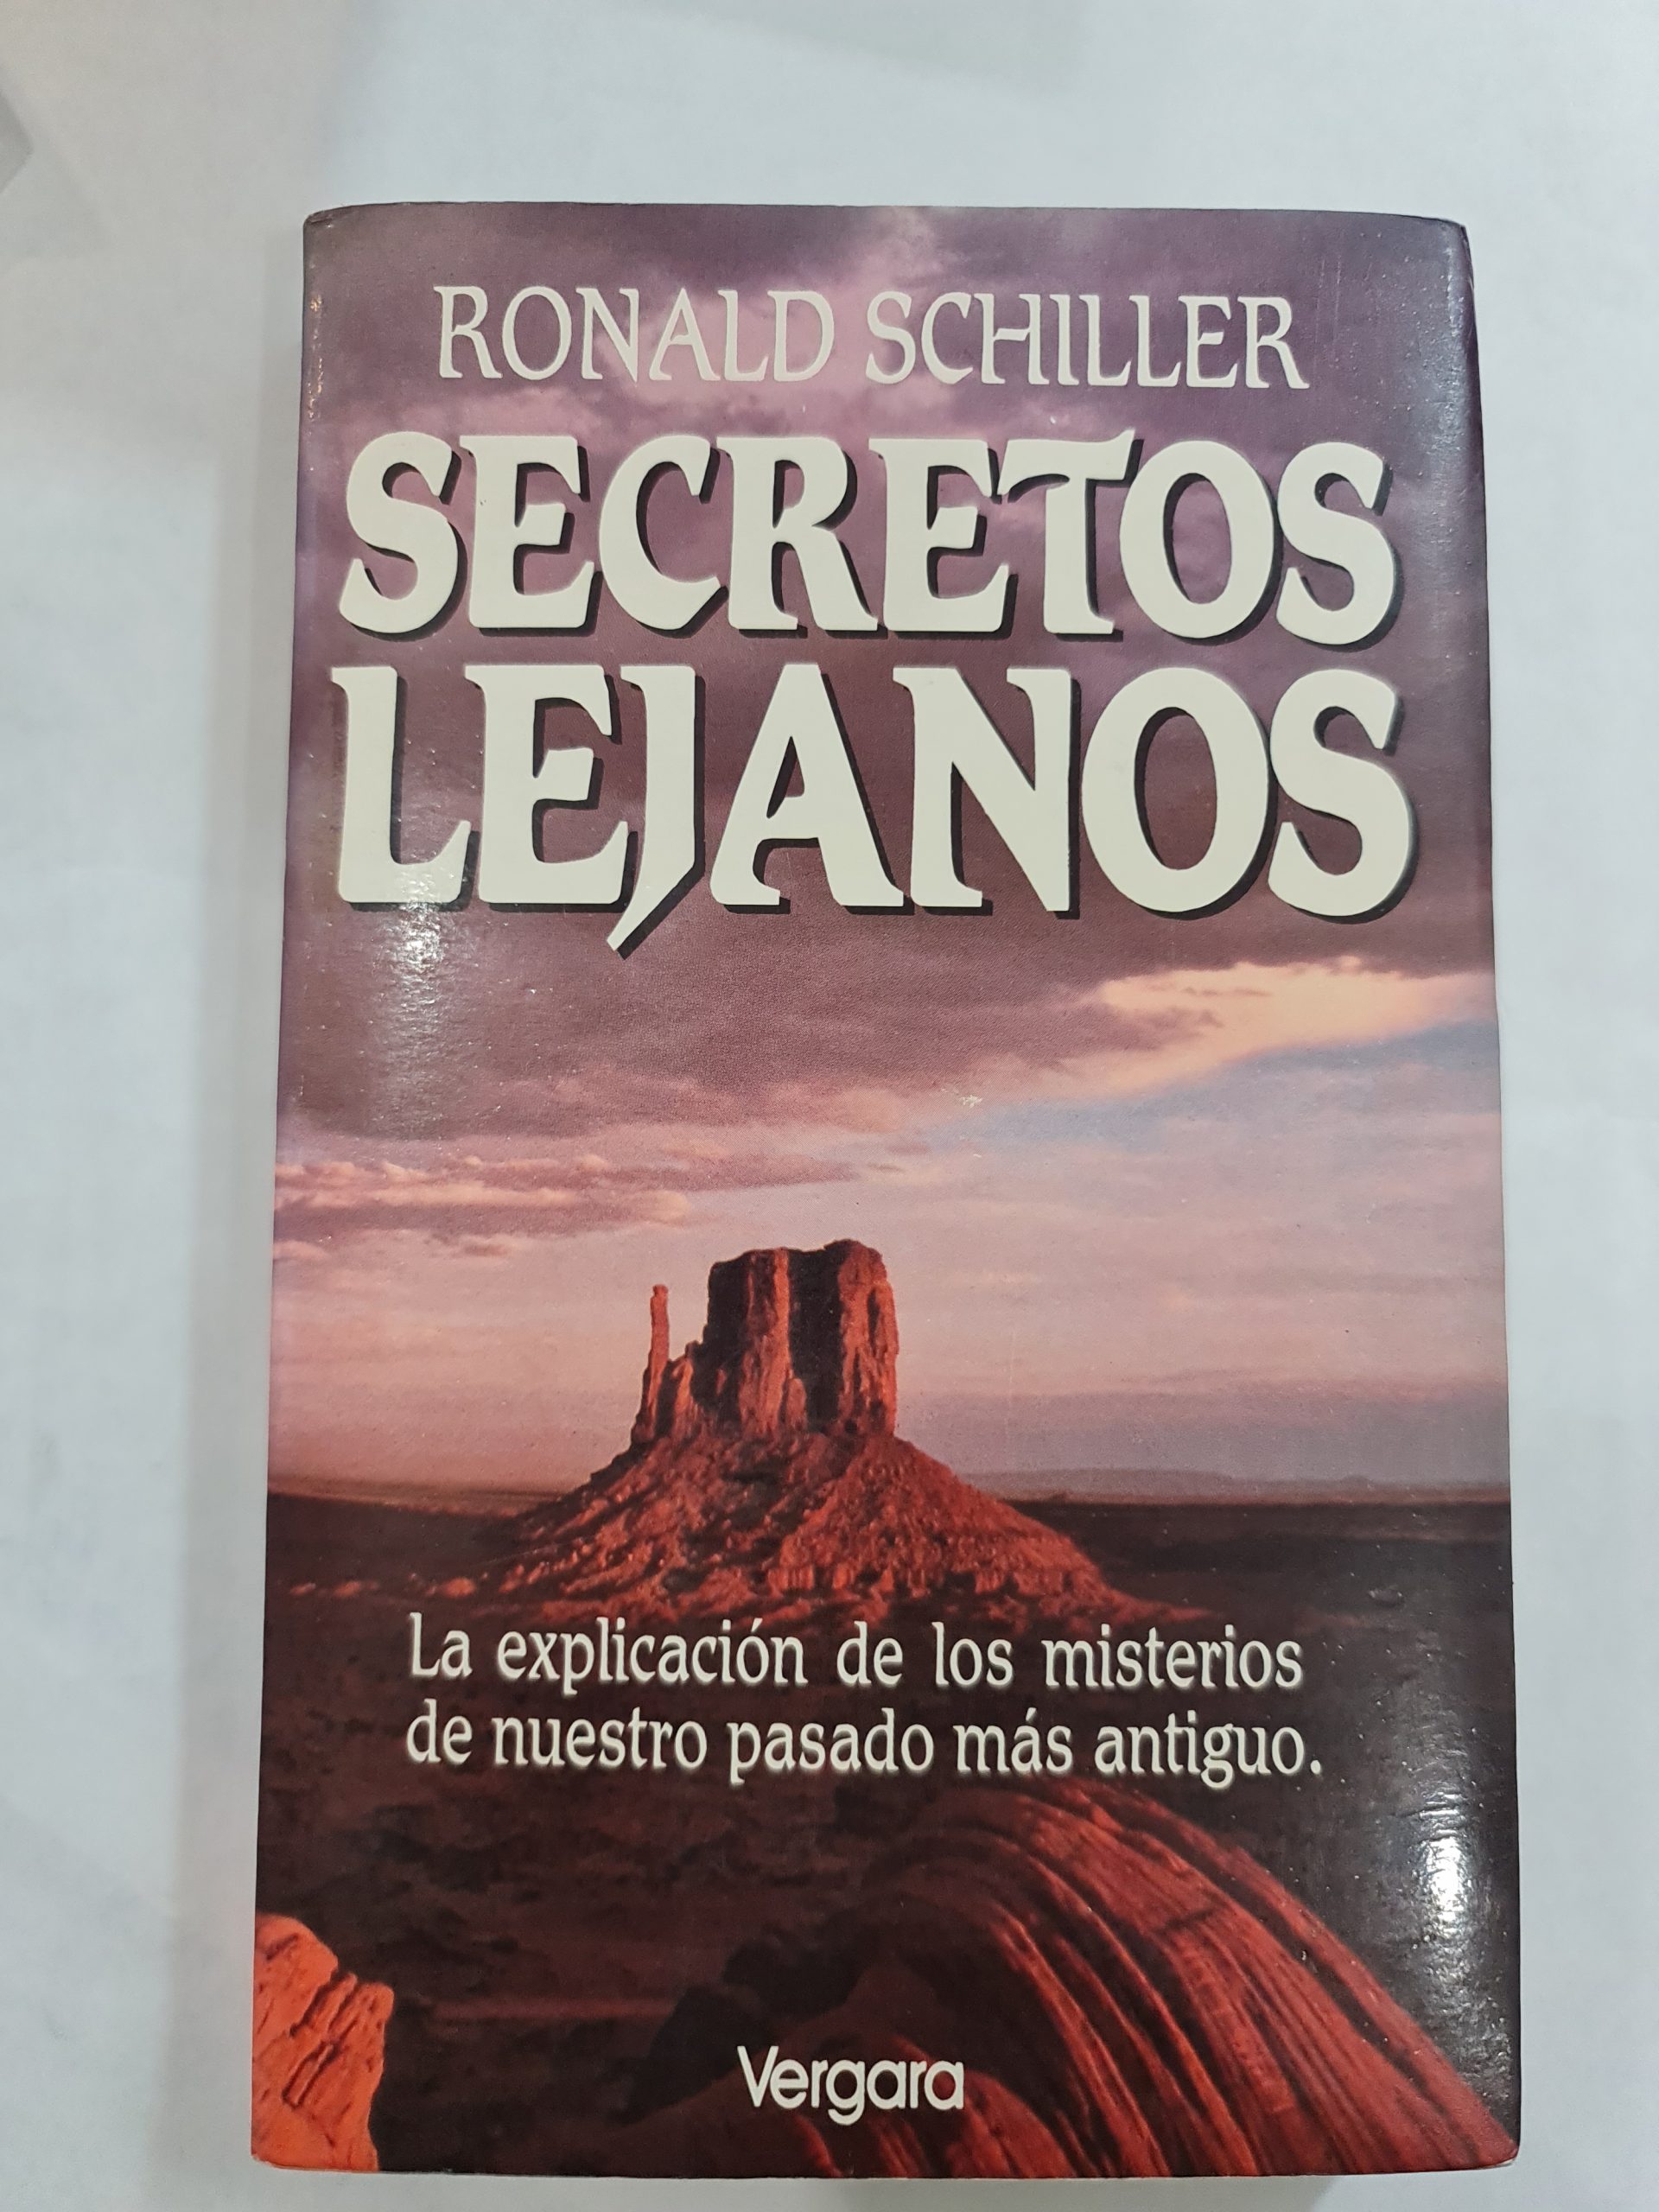 RONALD SCHILLER
SECRETOS
LEJANOS
La explicación de los misterios
de nuestro pasado más antiguo.
Vergara